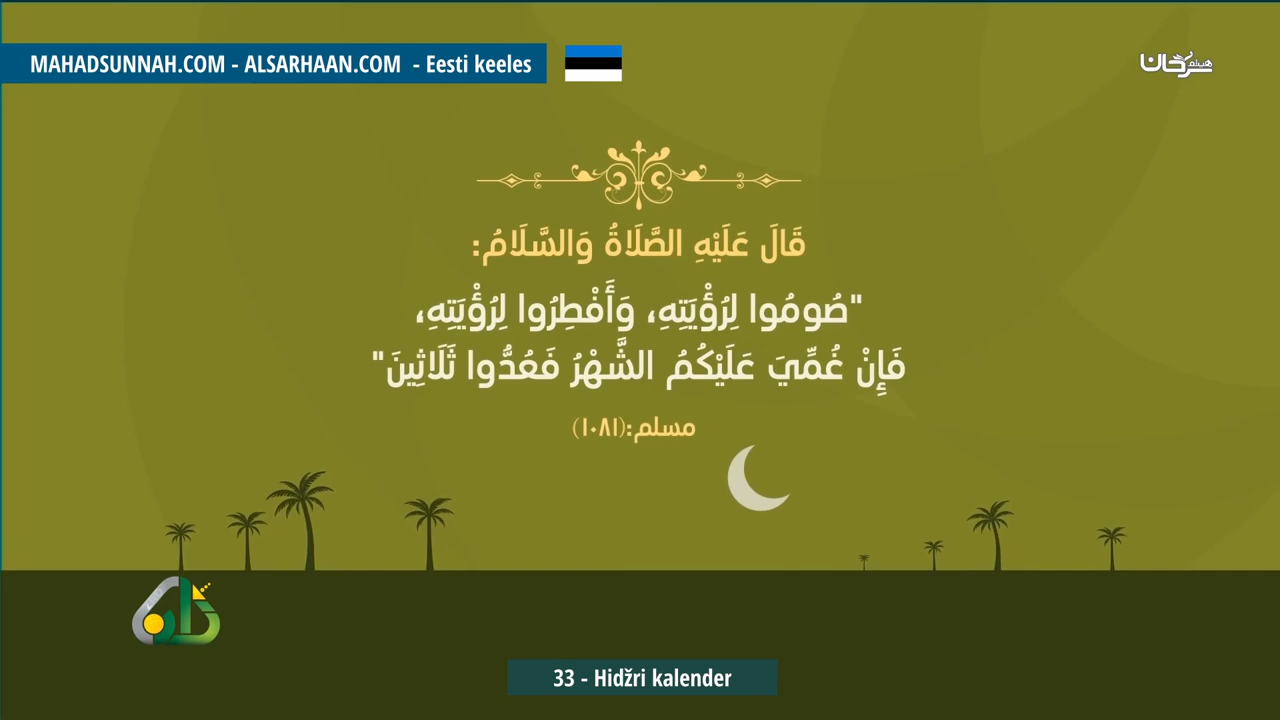 MAHADSUNNAH.COM - ALSARHAAN.COM - Eesti keeles
قَالَ عَلَيْهِ الصَّلَاةُ وَالسَّلَامُ:
"صُومُوا لِرُؤْيَتِهِ، وَأَفْطِرُوا لِرُؤْيَتِهِ،
فَإِنْ غُمِّيَ عَلَيْكُمُ الشَّهْرُ فَعُدُّوا ثَلَاثِينَ"
مسلم:(١٠٨١)
33 - Hidžri kalender